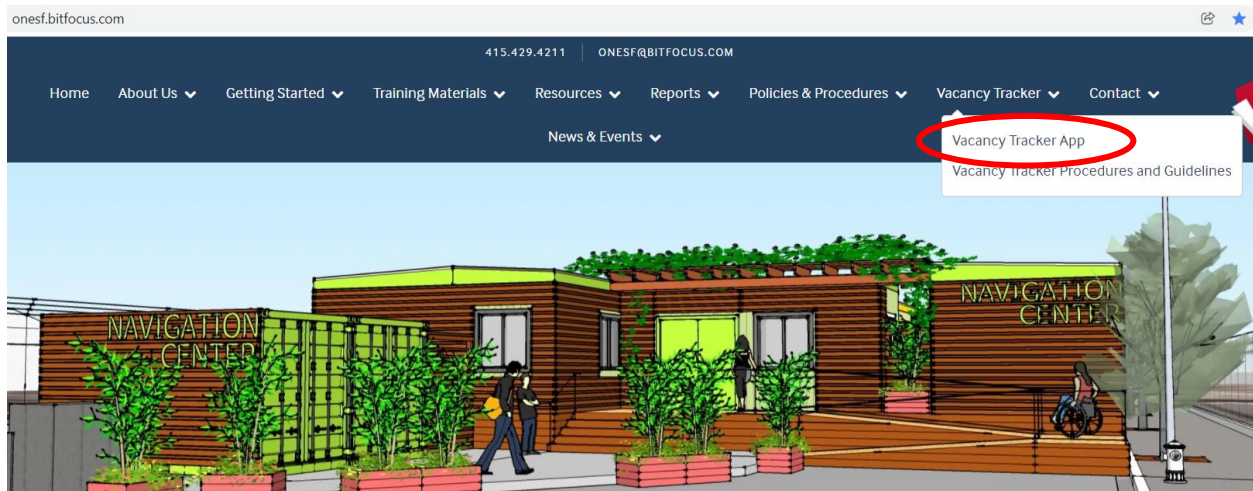 onesf.bitfocus.com
415.429.4211 ONESF@BITFOCUS.COM
Home About Us Getting Started Training Materials Resources Reports Policies & Procedures Vacancy Tracker Contact
News & Events
Vacancy Tracker App
Vacancy Tracker Procedures and Guidelines
NAVIGATION
CENTER
NAVIGATION
CENTER